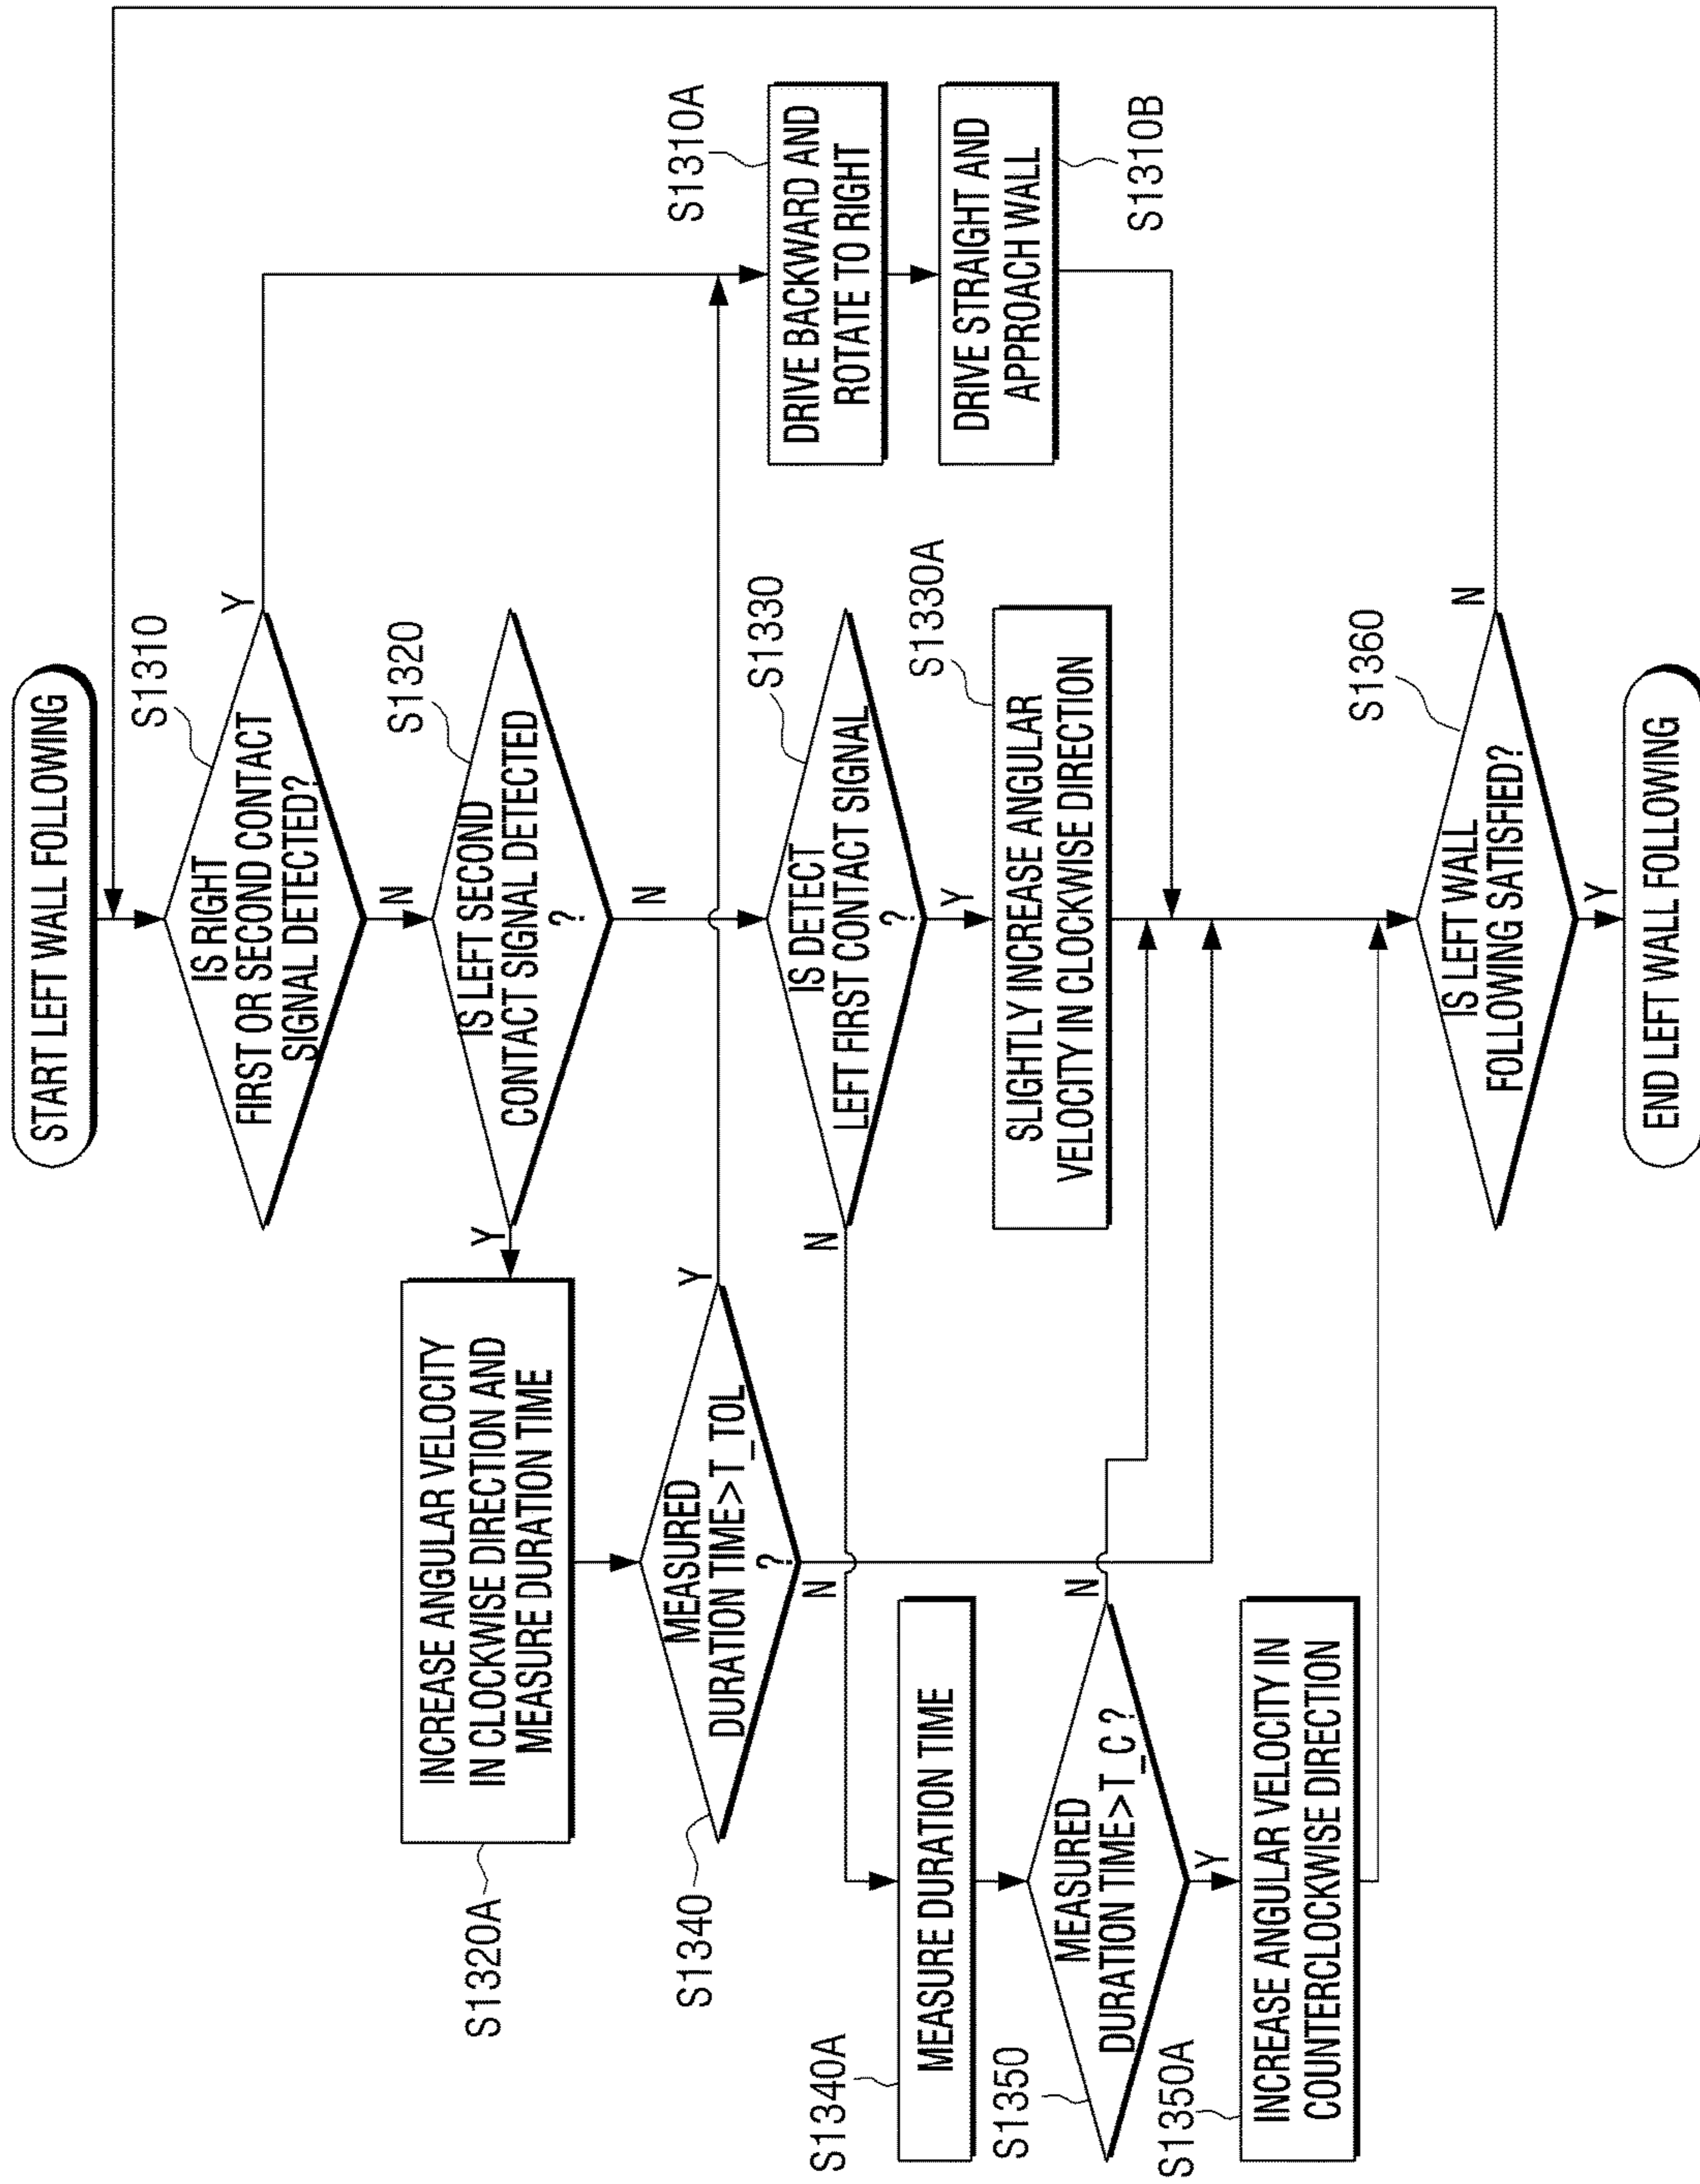 START LEFT WALL FOLLOWING
S1310
IS RIGHT
FIRST OR SECOND CONTACT
SIGNAL DETECTED?
Y
N
S1320
IS LEFT SECOND
CONTACT SIGNAL DETECTED
?
Y
N
S1320A
INCREASE ANGULAR VELOCITY
IN CLOCKWISE DIRECTION AND
MEASURE DURATION TIME
S1340
MEASURED
DURATION TIME>T_TOL
?
Y
N
S1310A
DRIVE BACKWARD AND
ROTATE TO RIGHT
DRIVE STRAIGHT AND
APPROACH WALL
S1310B
S1330
IS DETECT
LEFT FIRST CONTACT SIGNAL
?
N
Y
S1330A
SLIGHTLY INCREASE ANGULAR
VELOCITY IN CLOCKWISE DIRECTION
S1340A
MEASURE DURATION TIME
S1350
MEASURED
DURATION TIME>T_C ?
N
Y
S1350A
INCREASE ANGULAR VELOCITY IN
COUNTERCLOCKWISE DIRECTION
S1360
IS LEFT WALL
FOLLOWING SATISFIED?
N
Y
END LEFT WALL FOLLOWING